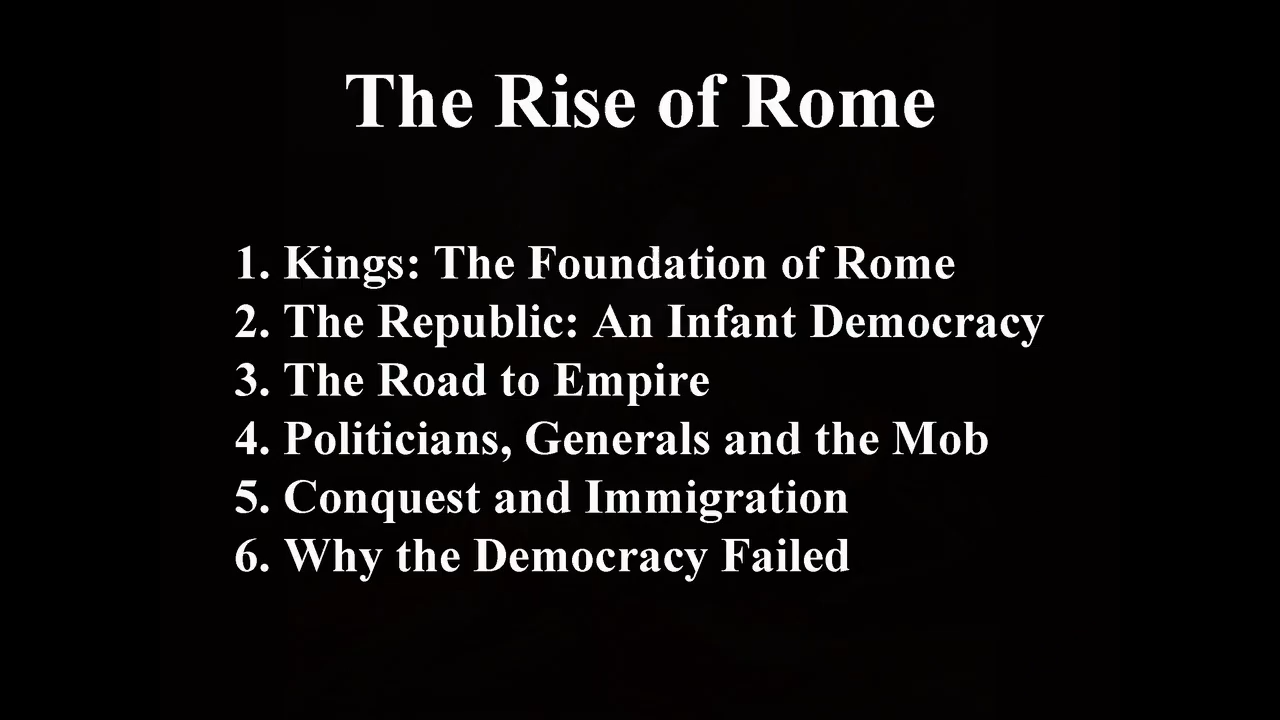 The Rise of Rome
1. Kings: The Foundation of Rome
2. The Republic: An Infant Democracy
3. The Road to Empire
4. Politicians, Generals and the Mob
5. Conquest and Immigration
6. Why the Democracy Failed